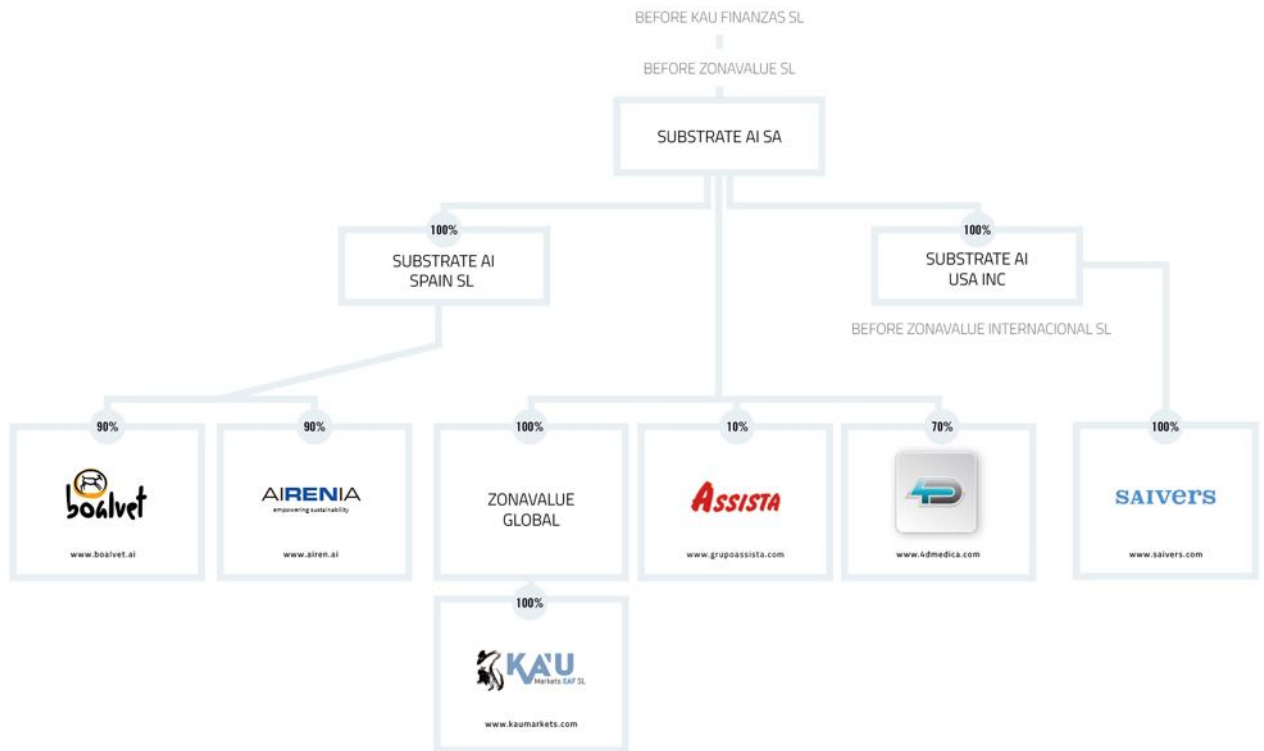 BEFORE KAU FINANZAS SL
BEFORE ZONAVALUE SL
SUBSTRATE AI SA
100%
SUBSTRATE AI
SPAIN SL
100%
SUBSTRATE AI
USA INC
BEFORE ZONAVALUE INTERNACIONAL SL
90%
boalvet
www.boalvet.ai
90%
AIRENIA
empowering sustainability
www.airen.ai
100%
ZONAVALUE
GLOBAL
10%
ASSISTA
www.grupoassista.com
70%
4D
www.4dmedica.com
100%
SAIVERS
www.saivers.com
100%
KA'U
Markets EAF SL
www.kaumarkets.com